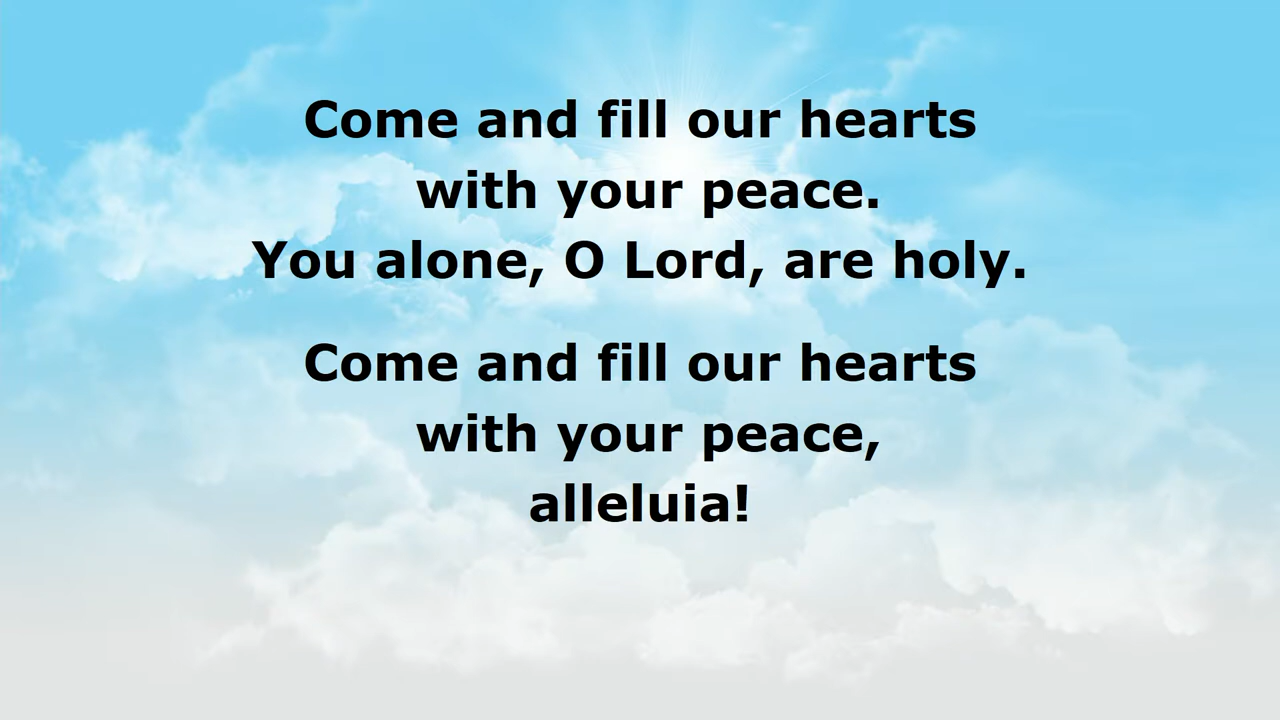 Come and fill our hearts
with your peace.
You alone, O Lord, are holy.
Come and fill our hearts
with your peace,
alleluia!